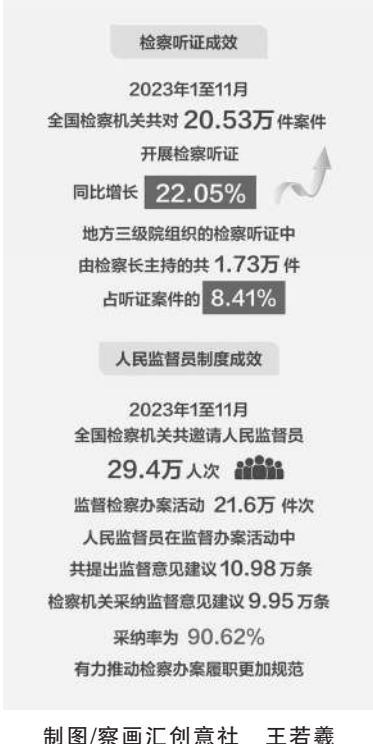 检察听证成效
2023年1至11月
全国检察机关共对 20.53万 件案件
开展检察听证
同比增长 22.05%
地方三级院组织的检察听证中
由检察长主持的共 1.73万 件
占听证案件的 8.41%
人民监督员制度成效
2023年1至11月
全国检察机关共邀请人民监督员
29.4万 人次
监督检察办案活动 21.6万 件次
人民监督员在监督办案活动中
共提出监督意见建议 10.98 万条
检察机关采纳监督意见建议 9.95 万条
采纳率为 90.62%
有力推动检察办案履职更加规范
制图/察画汇创意社 王若羲